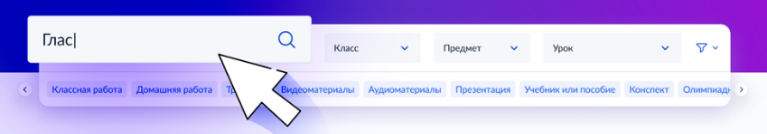 Глас
Класс Предмет Урок
Классная работа Домашняя работа Видеоматериалы Аудиоматериалы Презентация Учебник или пособие Конспект